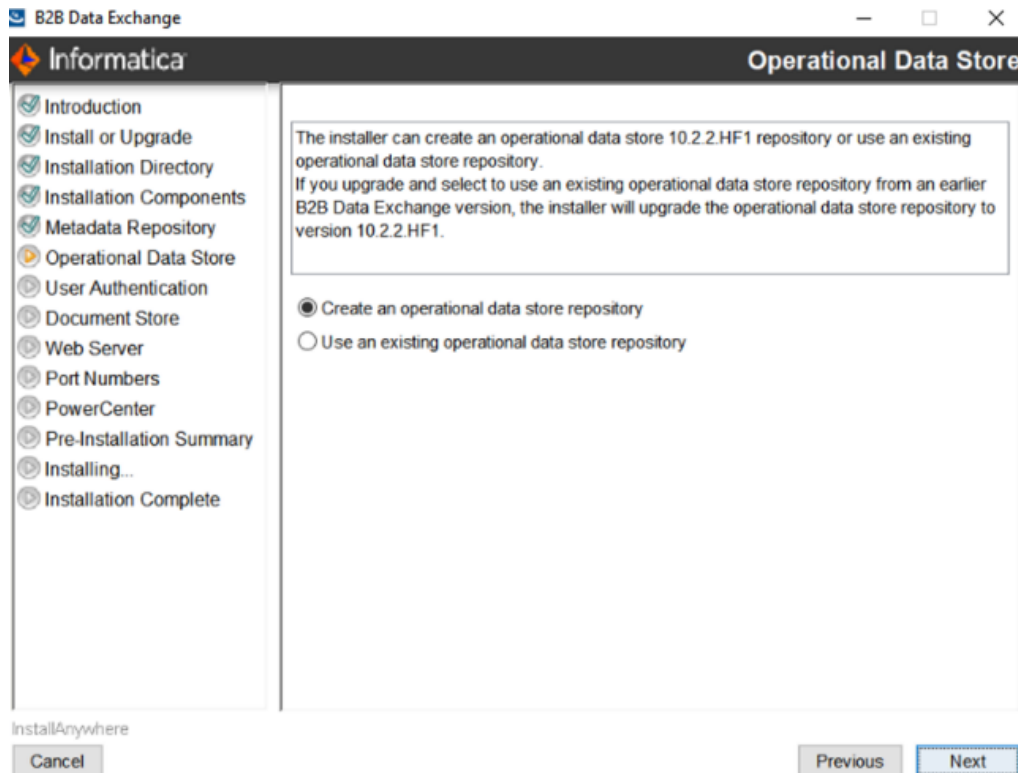 B2B Data Exchange
Informatica
Operational Data Store
Introduction
Install or Upgrade
Installation Directory
Installation Components
Metadata Repository
Operational Data Store
User Authentication
Document Store
Web Server
Port Numbers
PowerCenter
Pre-Installation Summary
Installing...
Installation Complete
The installer can create an operational data store 10.2.2.HF1 repository or use an existing
operational data store repository.
If you upgrade and select to use an existing operational data store repository from an earlier
B2B Data Exchange version, the installer will upgrade the operational data store repository to
version 10.2.2.HF1.
Create an operational data store repository
Use an existing operational data store repository
InstallAnywhere
Cancel
Previous
Next